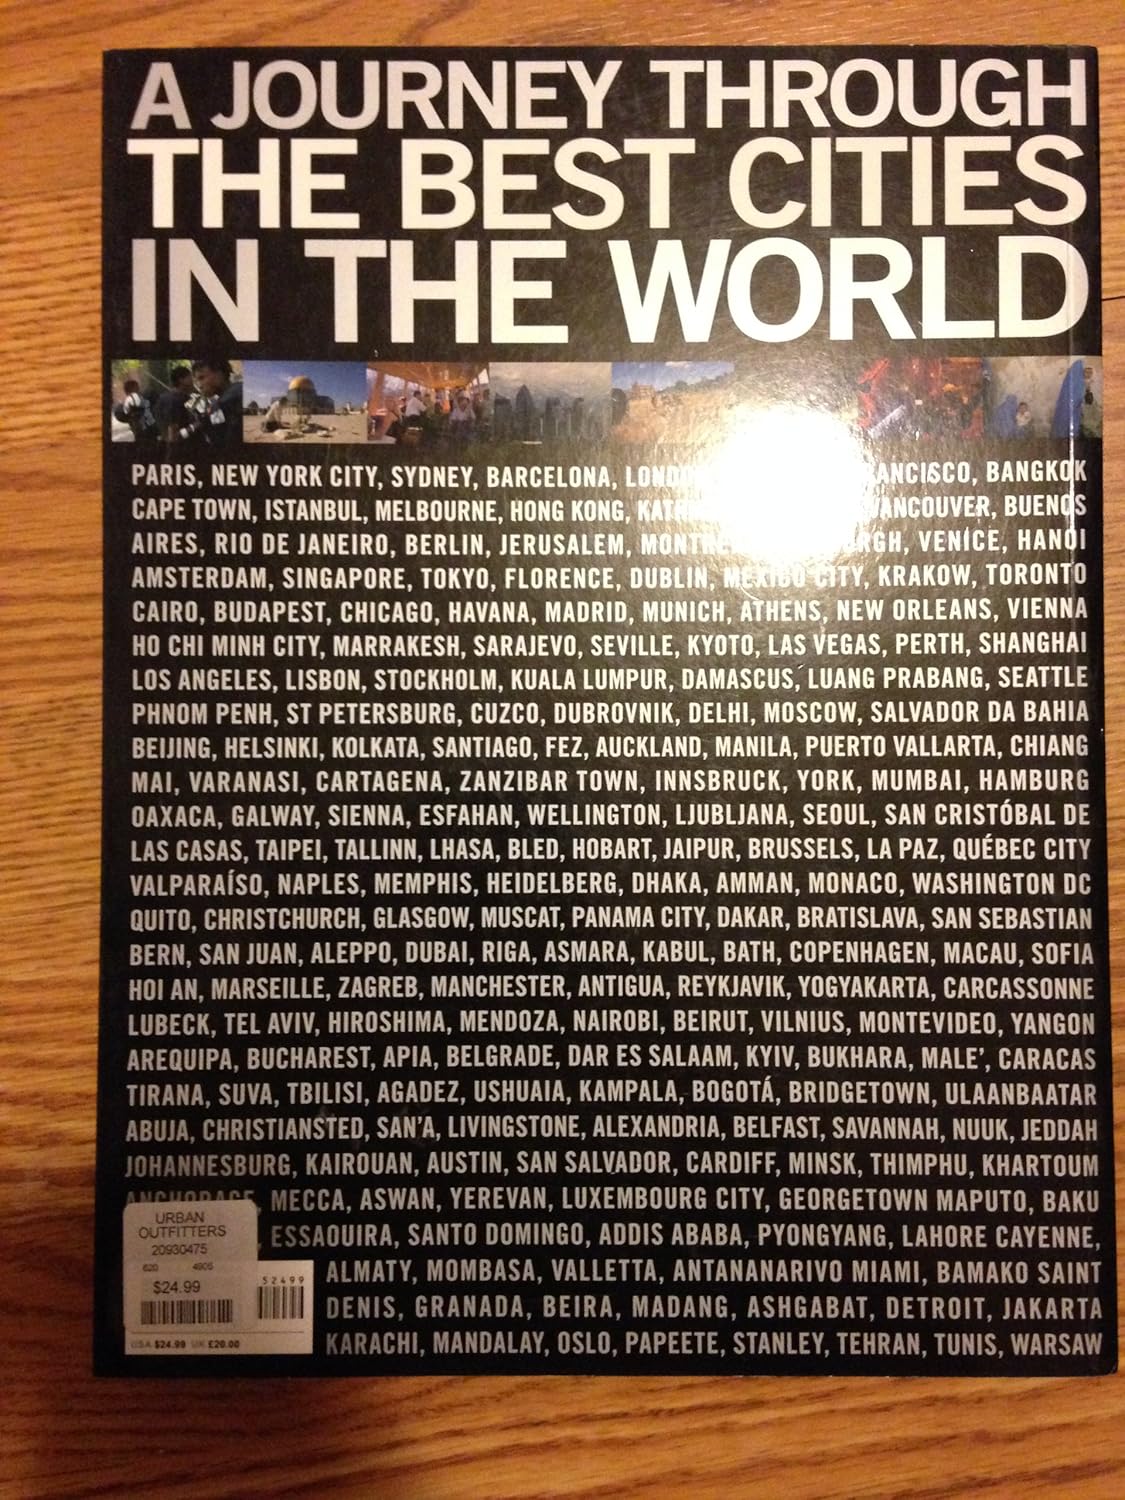 A JOURNEY THROUGH
THE BEST CITIES
IN THE WORLD
PARIS, NEW YORK CITY, SYDNEY, BARCELONA, BANGKOK
CAPE TOWN, ISTANBUL, MELBOURNE, HONG KONG, VANCOUVER, BUENOS
AIRES, RIO DE JANEIRO, BERLIN, JERUSALEM, VENICE, HANOI
AMSTERDAM, SINGAPORE, TOKYO, FLORENCE, DUBLIN, MEXICO CITY, KRAKOW, TORONTO
CAIRO, BUDAPEST, CHICAGO, HAVANA, MADRID, MUNICH, ATHENS, NEW ORLEANS, VIENNA
HO CHI MINH CITY, MARRAKESH, SARAJEVO, SEVILLE, KYOTO, LAS VEGAS, PERTH, SHANGHAI
LOS ANGELES, LISBON, STOCKHOLM, KUALA LUMPUR, DAMASCUS, LUANG PRABANG, SEATTLE
PHNOM PENH, ST PETERSBURG, CUZCO, DUBROVNIK, DELHI, MOSCOW, SALVADOR DA BAHIA
BEIJING, HELSINKI, KOLKATA, SANTIAGO, FEZ, AUCKLAND, MANILA, PUERTO VALLARTA, CHIANG
MAI, VARANASI, CARTAGENA, ZANZIBAR TOWN, INNSBRUCK, YORK, MUMBAI, HAMBURG
OAXACA, GALWAY, SIENNA, ESFAHAN, WELLINGTON, LJUBLJANA, SEOUL, SAN CRISTÓBAL DE
LAS CASAS, TAIPEI, TALLINN, LHASA, BLED, HOBART, JAIPUR, BRUSSELS, LA PAZ, QUÉBEC CITY
VALPARAÍSO, NAPLES, MEMPHIS, HEIDELBERG, DHAKA, AMMAN, MONACO, WASHINGTON DC
QUITO, CHRISTCHURCH, GLASGOW, MUSCAT, PANAMA CITY, DAKAR, BRATISLAVA, SAN SEBASTIAN
BERN, SAN JUAN, ALEPPO, DUBAI, RIGA, ASMARA, KABUL, BATH, COPENHAGEN, MACAU, SOFIA
HOI AN, MARSEILLE, ZAGREB, MANCHESTER, ANTIGUA, REYKJAVIK, YOGYAKARTA, CARCASSONNE
LUBECK, TEL AVIV, HIROSHIMA, MENDOZA, NAIROBI, BEIRUT, VILNIUS, MONTEVIDEO, YANGON
AREQUIPA, BUCHAREST, APIA, BELGRADE, DAR ES SALAAM, KYIV, BUKHARA, MALE', CARACAS
TIRANA, SUVA, TBILISI, AGADEZ, USHUAIA, KAMPALA, BOGOTÁ, BRIDGETOWN, ULAANBAATAR
ABUJA, CHRISTIANSTED, SAN'A, LIVINGSTONE, ALEXANDRIA, BELFAST, SAVANNAH, NUUK, JEDDAH
JOHANNESBURG, KAIROUAN, AUSTIN, SAN SALVADOR, CARDIFF, MINSK, THIMPHU, KHARTOUM
ANCHORAGE, MECCA, ASWAN, YEREVAN, LUXEMBOURG CITY, GEORGETOWN MAPUTO, BAKU
ESSAOUIRA, SANTO DOMINGO, ADDIS ABABA, PYONGYANG, LAHORE CAYENNE,
ALMATY, MOMBASA, VALLETTA, ANTANANARIVO MIAMI, BAMAKO SAINT
DENIS, GRANADA, BEIRA, MADANG, ASHGABAT, DETROIT, JAKARTA
KARACHI, MANDALAY, OSLO, PAPEETE, STANLEY, TEHRAN, TUNIS, WARSAW
URBAN
OUTFITTERS
20930475
620 4905
$24.99
52499
USA $24.99 UK £20.00